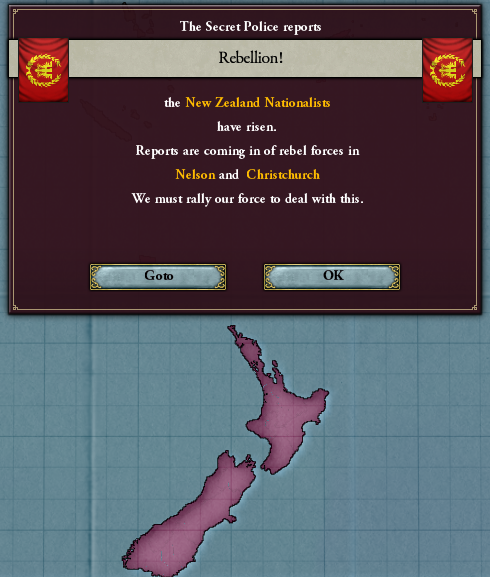 The Secret Police reports
Rebellion!
the New Zealand Nationalists
have risen.
Reports are coming in of rebel forces in
Nelson and Christchurch
We must rally our force to deal with this.
Goto OK